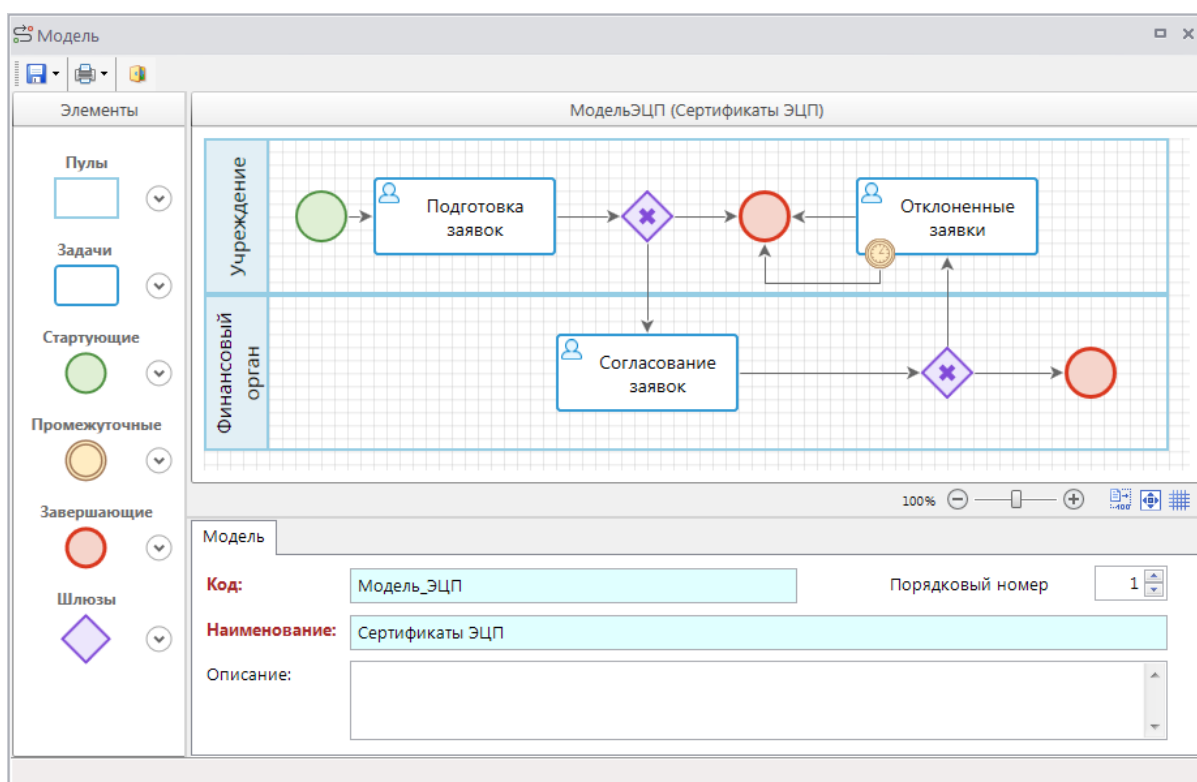 Модель
Элементы
МодельЭЦП (Сертификаты ЭЦП)
Пулы
Задачи
Стартующие
Промежуточные
Завершающие
Шлюзы
Учреждение
Подготовка
заявок
Отклоненные
заявки
Финансовый
орган
Согласование
заявок
100%
Модель
Код:
Модель_ЭЦП
Порядковый номер
1
Наименование:
Сертификаты ЭЦП
Описание: